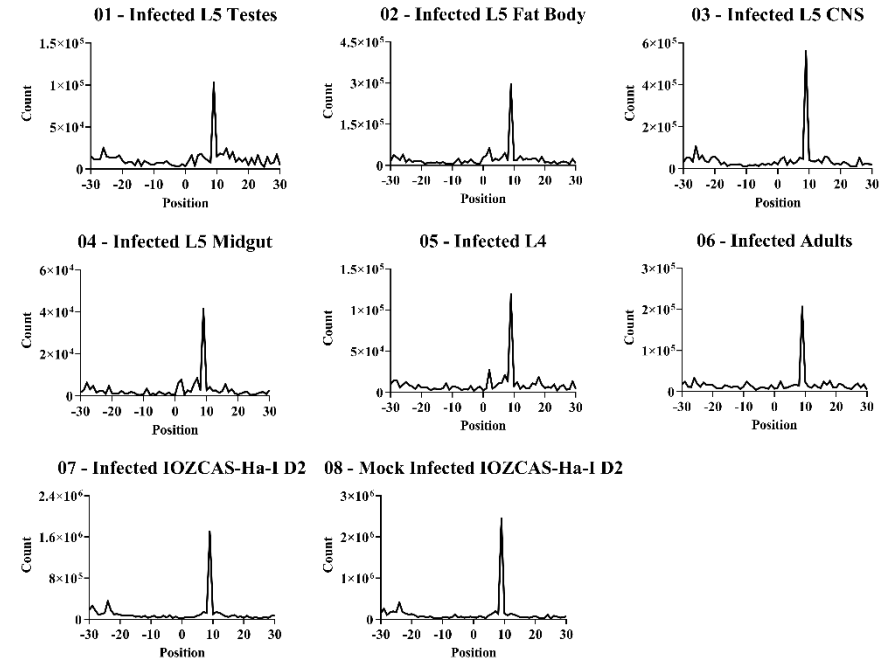 01 - Infected L5 Testes
1.5×10⁵
1×10⁵
5×10⁴
0
Count
-30 -20 -10 0 10 20 30
Position
02 - Infected L5 Fat Body
4.5×10⁵
3×10⁵
1.5×10⁵
0
Count
-30 -20 -10 0 10 20 30
Position
03 - Infected L5 CNS
6×10⁵
4×10⁵
2×10⁵
0
Count
-30 -20 -10 0 10 20 30
Position
04 - Infected L5 Midgut
6×10⁴
4×10⁴
2×10⁴
0
Count
-30 -20 -10 0 10 20 30
Position
05 - Infected L4
1.5×10⁵
1×10⁵
5×10⁴
0
Count
-30 -20 -10 0 10 20 30
Position
06 - Infected Adults
3×10⁵
2×10⁵
1×10⁵
0
Count
-30 -20 -10 0 10 20 30
Position
07 - Infected IOZCAS-Ha-I D2
2.4×10⁶
1.6×10⁶
8×10⁵
0
Count
-30 -20 -10 0 10 20 30
Position
08 - Mock Infected IOZCAS-Ha-I D2
3×10⁶
2×10⁶
1×10⁶
0
Count
-30 -20 -10 0 10 20 30
Position